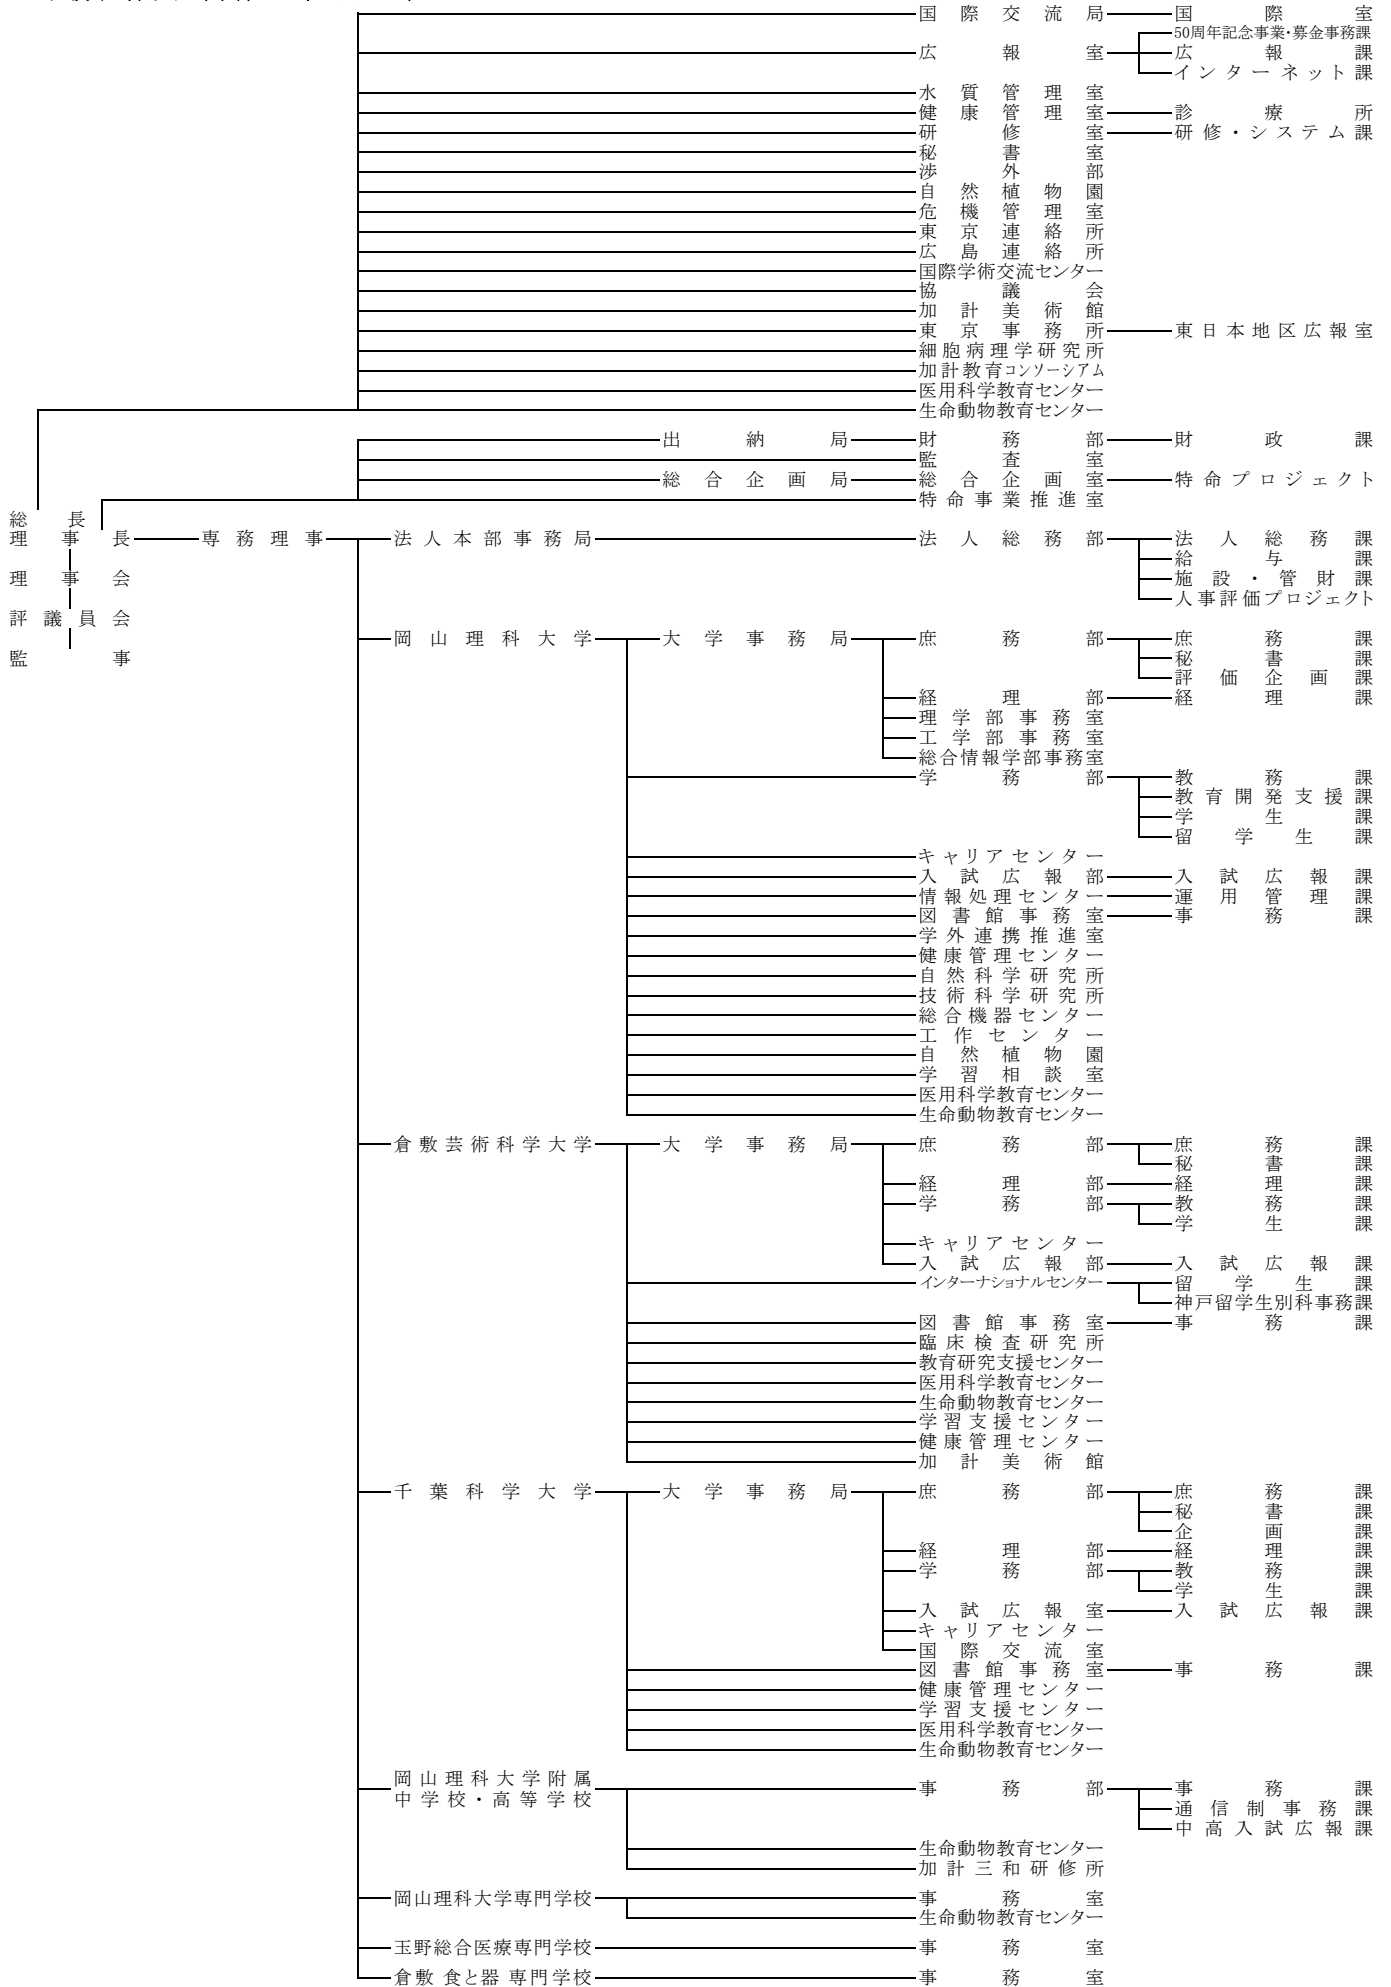 国際交流局 国際室
50周年記念事業・募金事務課
広報室 広報課
インターネット課
水質管理室
健康管理室 診療所
研修室 研修・システム課
秘書室
渉外部
自然植物園
危機管理室
東京連絡所
広島連絡所
国際学術交流センター
協議会
加計美術館
東京事務所 東日本地区広報室
細胞病理学研究所
加計教育コンソーシアム
医用科学教育センター
生命動物教育センター
出納局 財務部 財政課
監査室
総合企画局 総合企画室 特命プロジェクト
特命事業推進室
総長
理事長 専務理事 法人本部事務局 法人総務部 法人総務課
給与課
理事会 施設・管財課
人事評価プロジェクト
評議員会
岡山理科大学 大学事務局 庶務部 庶務課
監事 秘書課
評価企画課
経理部 経理課
理学部事務室
工学部事務室
総合情報学部事務室
学務部 教務課
教育開発支援課
学生課
留学生課
キャリアセンター
入試広報部 入試広報課
情報処理センター 運用管理課
図書館事務室 事務課
学外連携推進室
健康管理センター
自然科学研究所
技術科学研究所
総合機器センター
工作センター
自然植物園
学習相談室
医用科学教育センター
生命動物教育センター
倉敷芸術科学大学 大学事務局 庶務部 庶務課
秘書課
経理部 経理課
学務部 教務課
学生課
キャリアセンター
入試広報部 入試広報課
インターナショナルセンター 留学生課
神戸留学生別科事務課
図書館事務室 事務課
臨床検査研究所
教育研究支援センター
医用科学教育センター
生命動物教育センター
学習支援センター
健康管理センター
加計美術館
千葉科学大学 大学事務局 庶務部 庶務課
秘書課
企画課
経理部 経理課
学務部 教務課
学生課
入試広報室 入試広報課
キャリアセンター
国際交流室
図書館事務室 事務課
健康管理センター
学習支援センター
医用科学教育センター
生命動物教育センター
岡山理科大学附属
中学校・高等学校 事務部 事務課
通信制事務課
中高入試広報課
生命動物教育センター
加計三和研修所
岡山理科大学専門学校 事務室
生命動物教育センター
玉野総合医療専門学校 事務室
倉敷 食と器 専門学校 事務室